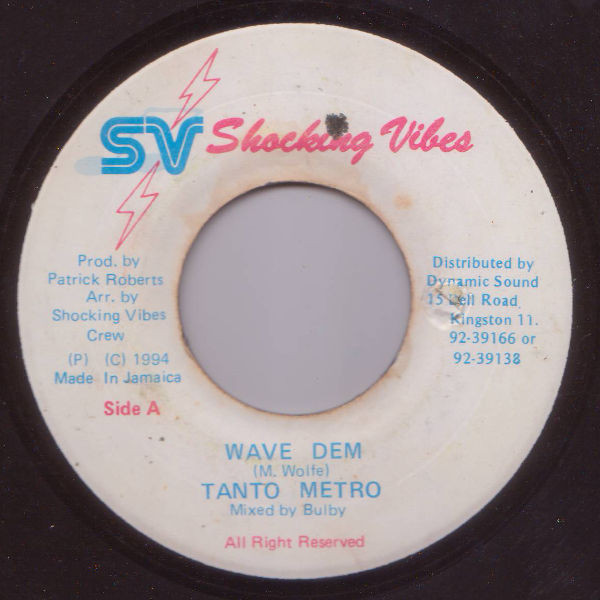 SV Shocking Vibes
Prod. by
Patrick Roberts
Arr. by
Shocking Vibes
Crew
(P) (C) 1994
Made In Jamaica
Side A
Distributed by
Dynamic Sound
15 Road
Kingston 11.
92-39166 or
92-39138
WAVE DEM
(M. Wolfe)
TANTO METRO
Mixed by Bulby
All Right Reserved